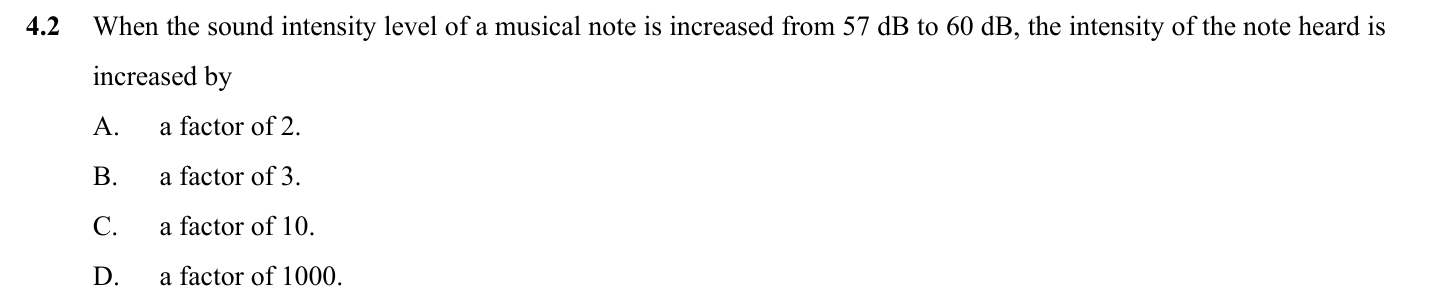 4.2 When the sound intensity level of a musical note is increased from 57 dB to 60 dB, the intensity of the note heard is
increased by
A. a factor of 2.
B. a factor of 3.
C. a factor of 10.
D. a factor of 1000.